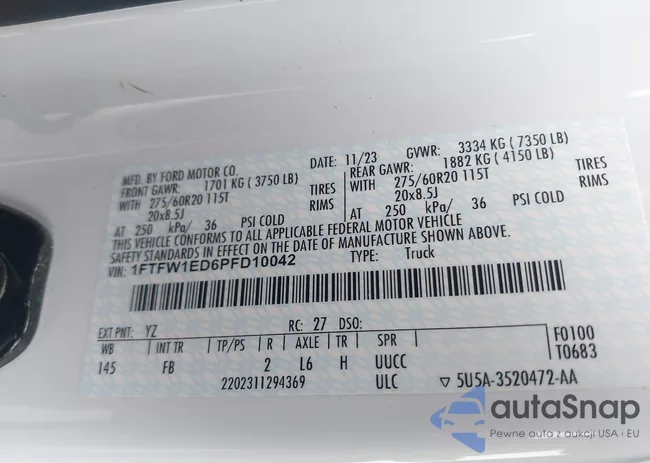 MFD. BY FORD MOTOR CO.
DATE: 11/23 GVWR: 3334 KG ( 7350 LB)
FRONT GAWR: 1701 KG ( 3750 LB) REAR GAWR: 1882 KG ( 4150 LB)
WITH 275/60R20 115T TIRES WITH 275/60R20 115T TIRES
20x8.5J RIMS 20x8.5J RIMS
AT 250 kPa/ 36 PSI COLD AT 250 kPa/ 36 PSI COLD
THIS VEHICLE CONFORMS TO ALL APPLICABLE FEDERAL MOTOR VEHICLE
SAFETY STANDARDS IN EFFECT ON THE DATE OF MANUFACTURE SHOWN ABOVE.
VIN: 1FTFW1ED6PFD10042 TYPE: Truck
EXT PNT: YZ RC: 27 DSO: F0100
WB INT TR TP/PS R AXLE TR SPR T0683
145 FB 2 L6 H UUCC
2202311294369 ULC ▽ 5U5A-3520472-AA
autaSnap
Pewne auto z aukcji USA i EU